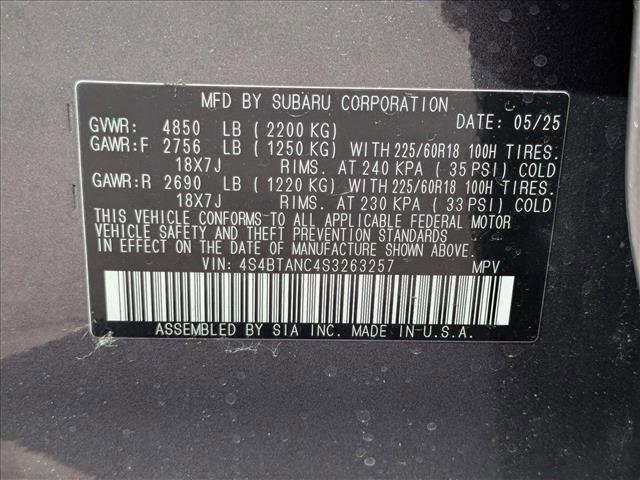 MFD BY SUBARU CORPORATION
GVWR: 4850 LB ( 2200 KG) DATE: 05/25
GAWR:F 2756 LB ( 1250 KG) WITH 225/60R18 100H TIRES.
18X7J RIMS. AT 240 KPA ( 35 PSI) COLD
GAWR:R 2690 LB ( 1220 KG) WITH 225/60R18 100H TIRES.
18X7J RIMS. AT 230 KPA ( 33 PSI) COLD
THIS VEHICLE CONFORMS TO ALL APPLICABLE FEDERAL MOTOR
VEHICLE SAFETY AND THEFT PREVENTION STANDARDS
IN EFFECT ON THE DATE OF MANUFACTURE SHOWN ABOVE.
VIN: 4S4BTANC4S3263257 MPV
ASSEMBLED BY SIA INC. MADE IN U.S.A.